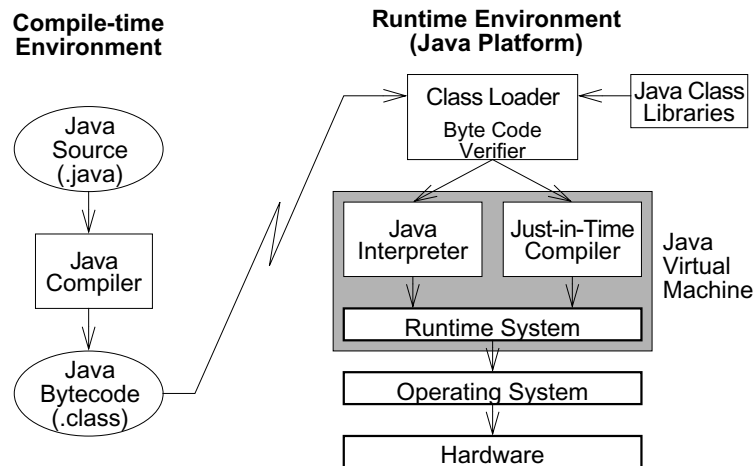 Compile-time
Environment
Java
Source
(.java)
Java
Compiler
Java
Bytecode
(.class)
Runtime Environment
(Java Platform)
Class Loader
Byte Code
Verifier
Java Class
Libraries
Java
Interpreter
Just-in-Time
Compiler
Java
Virtual
Machine
Runtime System
Operating System
Hardware